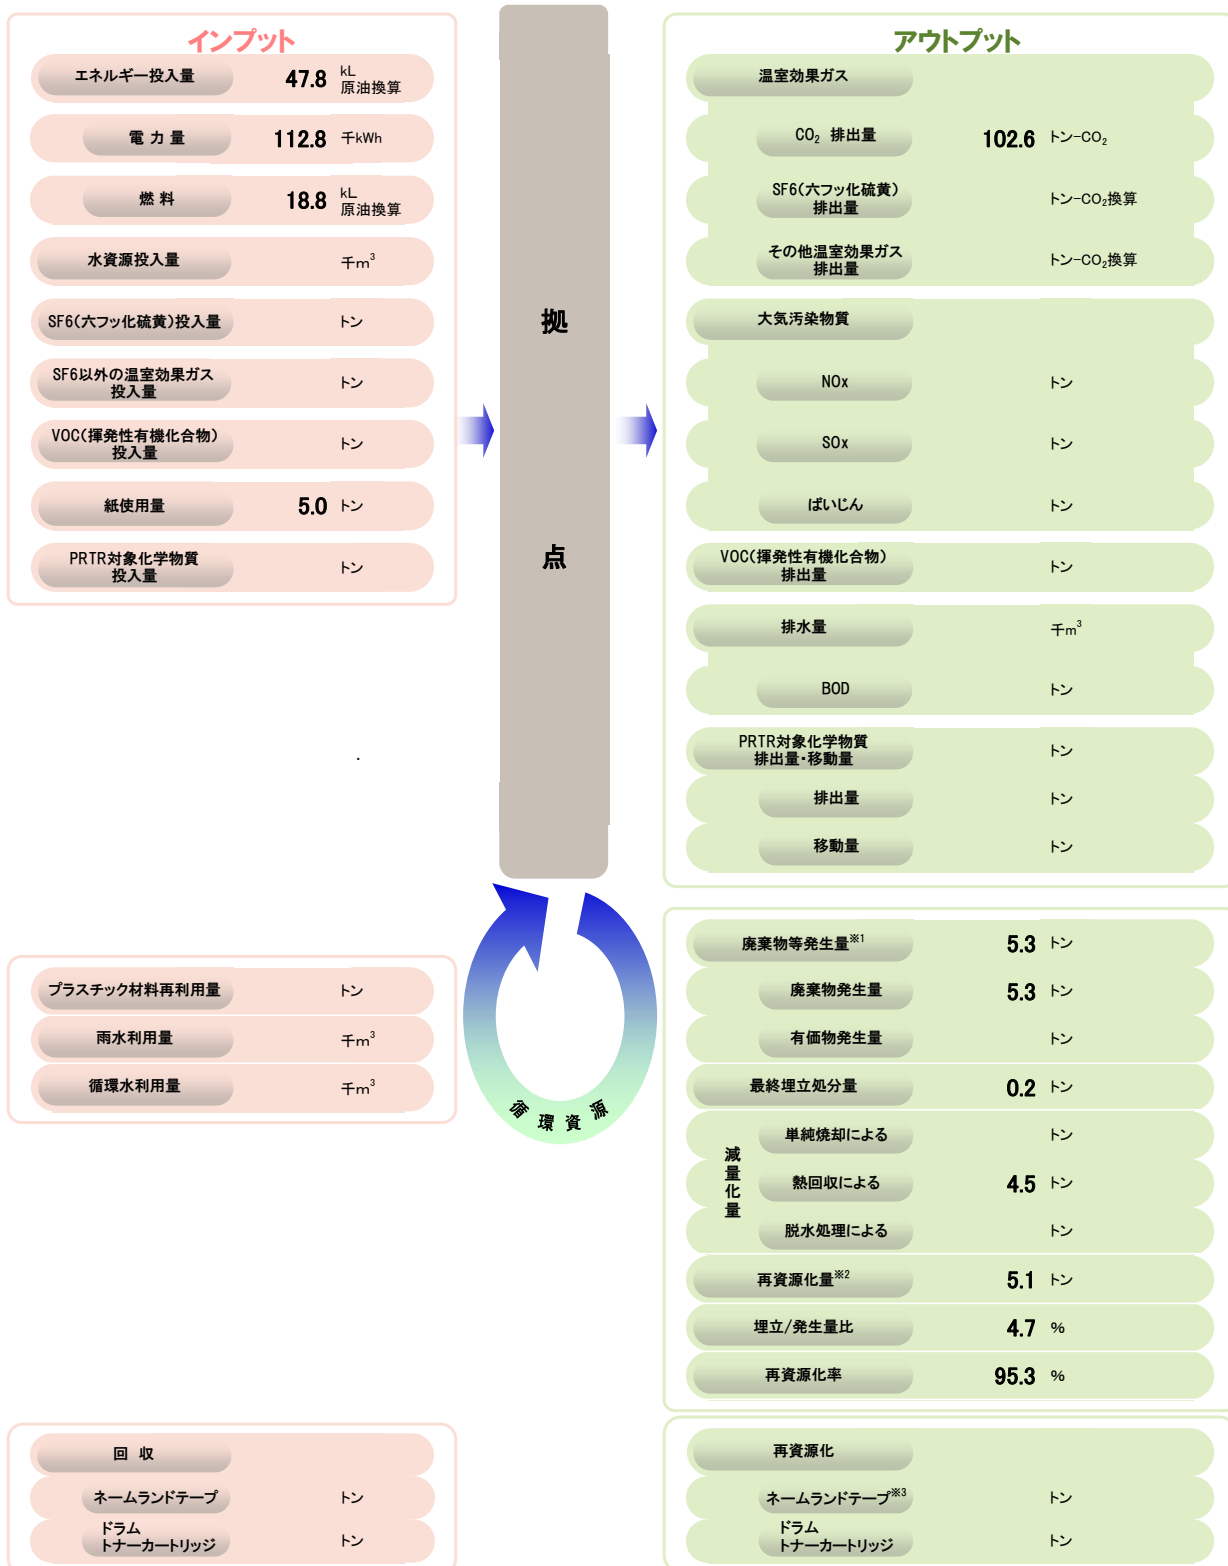 インプット
エネルギー投入量 47.8 kL 原油換算
電 力 量 112.8 千kWh
燃 料 18.8 kL 原油換算
水資源投入量 千m³
SF6(六フッ化硫黄)投入量 トン
SF6以外の温室効果ガス
投入量 トン
VOC(揮発性有機化合物)
投入量 トン
紙使用量 5.0 トン
PRTR対象化学物質
投入量 トン
拠
点
アウトプット
温室効果ガス
CO₂ 排出量 102.6 トン-CO₂
SF6(六フッ化硫黄)
排出量 トン-CO₂換算
その他温室効果ガス
排出量 トン-CO₂換算
大気汚染物質
NOx トン
SOx トン
ばいじん トン
VOC(揮発性有機化合物)
排出量 トン
排水量 千m³
BOD トン
PRTR対象化学物質
排出量・移動量 トン
排出量 トン
移動量 トン
プラスチック材料再利用量 トン
雨水利用量 千m³
循環水利用量 千m³
循環資源
廃棄物等発生量※1 5.3 トン
廃棄物発生量 5.3 トン
有価物発生量 トン
最終埋立処分量 0.2 トン
減量化量
単純焼却による トン
熱回収による 4.5 トン
脱水処理による トン
再資源化量※2 5.1 トン
埋立/発生量比 4.7 %
再資源化率 95.3 %
回 収
ネームランドテープ トン
ドラム
トナーカートリッジ トン
再資源化
ネームランドテープ※3 トン
ドラム
トナーカートリッジ トン